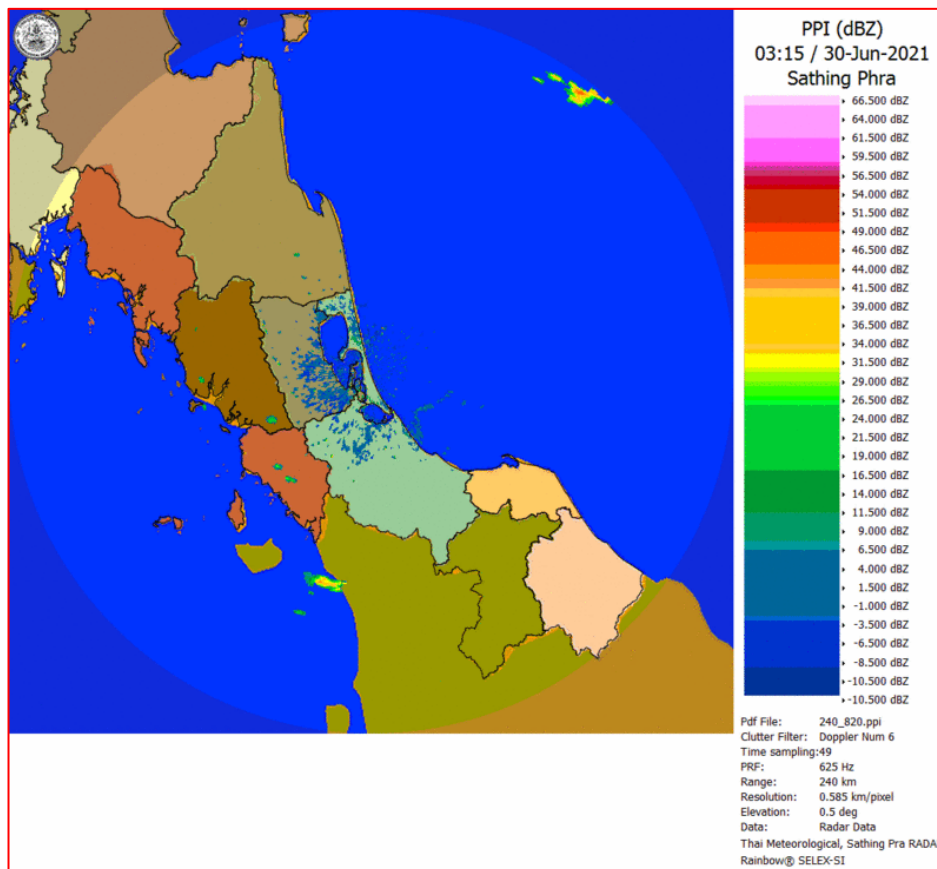 PPI (dBZ)
03:15 / 30-Jun-2021
Sathing Phra
66.500 dBZ
64.000 dBZ
61.500 dBZ
59.500 dBZ
56.500 dBZ
54.000 dBZ
51.500 dBZ
49.000 dBZ
46.500 dBZ
44.000 dBZ
41.500 dBZ
39.000 dBZ
36.500 dBZ
34.000 dBZ
31.500 dBZ
29.000 dBZ
26.500 dBZ
24.000 dBZ
21.500 dBZ
19.000 dBZ
16.500 dBZ
14.000 dBZ
11.500 dBZ
9.000 dBZ
6.500 dBZ
4.000 dBZ
1.500 dBZ
-1.000 dBZ
-3.500 dBZ
-6.500 dBZ
-8.500 dBZ
-10.500 dBZ
-10.500 dBZ
Pdf File: 240_820.ppi
Clutter Filter: Doppler Num 6
Time sampling:49
PRF: 625 Hz
Range: 240 km
Resolution: 0.585 km/pixel
Elevation: 0.5 deg
Data: Radar Data
Thai Meteorological, Sathing Pra RADA
Rainbow® SELEX-SI